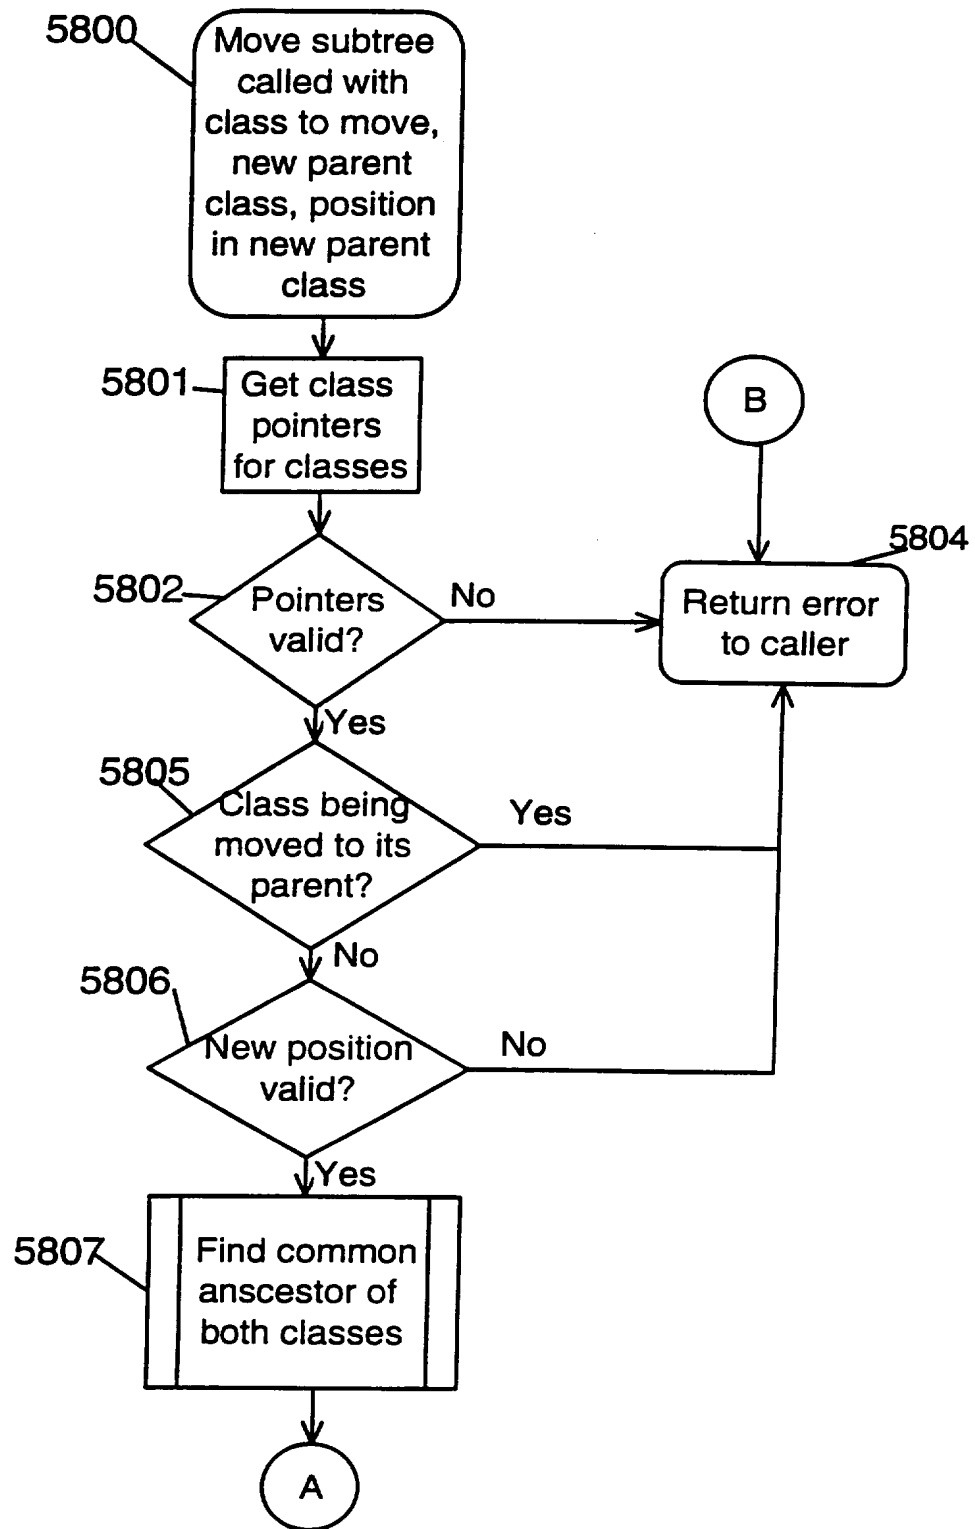 5800
Move subtree
called with
class to move,
new parent
class, position
in new parent
class
5801
Get class
pointers
for classes
B
5802
Pointers
valid?
No
5804
Return error
to caller
Yes
5805
Class being
moved to its
parent?
Yes
No
5806
New position
valid?
No
Yes
5807
Find common
anscestor of
both classes
A